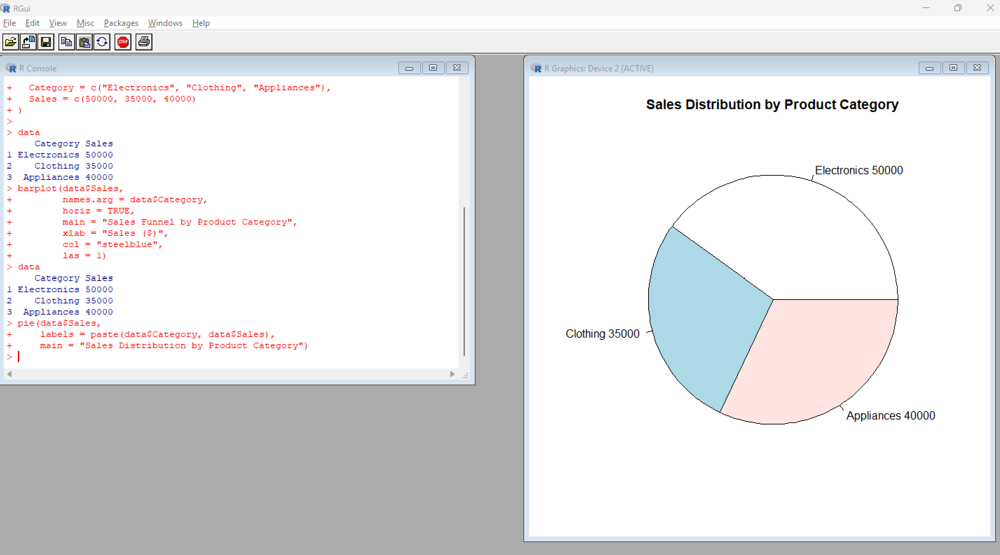 RGui
File Edit View Misc Packages Windows Help
STOP
R Console
+   Category = c("Electronics", "Clothing", "Appliances"),
+   Sales = c(50000, 35000, 40000)
+ )
>
> data
     Category Sales
1 Electronics 50000
2    Clothing 35000
3  Appliances 40000
> barplot(data$Sales,
+         names.arg = data$Category,
+         horiz = TRUE,
+         main = "Sales Funnel by Product Category",
+         xlab = "Sales ($)",
+         col = "steelblue",
+         las = 1)
> data
     Category Sales
1 Electronics 50000
2    Clothing 35000
3  Appliances 40000
> pie(data$Sales,
+     labels = paste(data$Category, data$Sales),
+     main = "Sales Distribution by Product Category")
>
R Graphics: Device 2 (ACTIVE)
Sales Distribution by Product Category
Electronics 50000
Clothing 35000
Appliances 40000